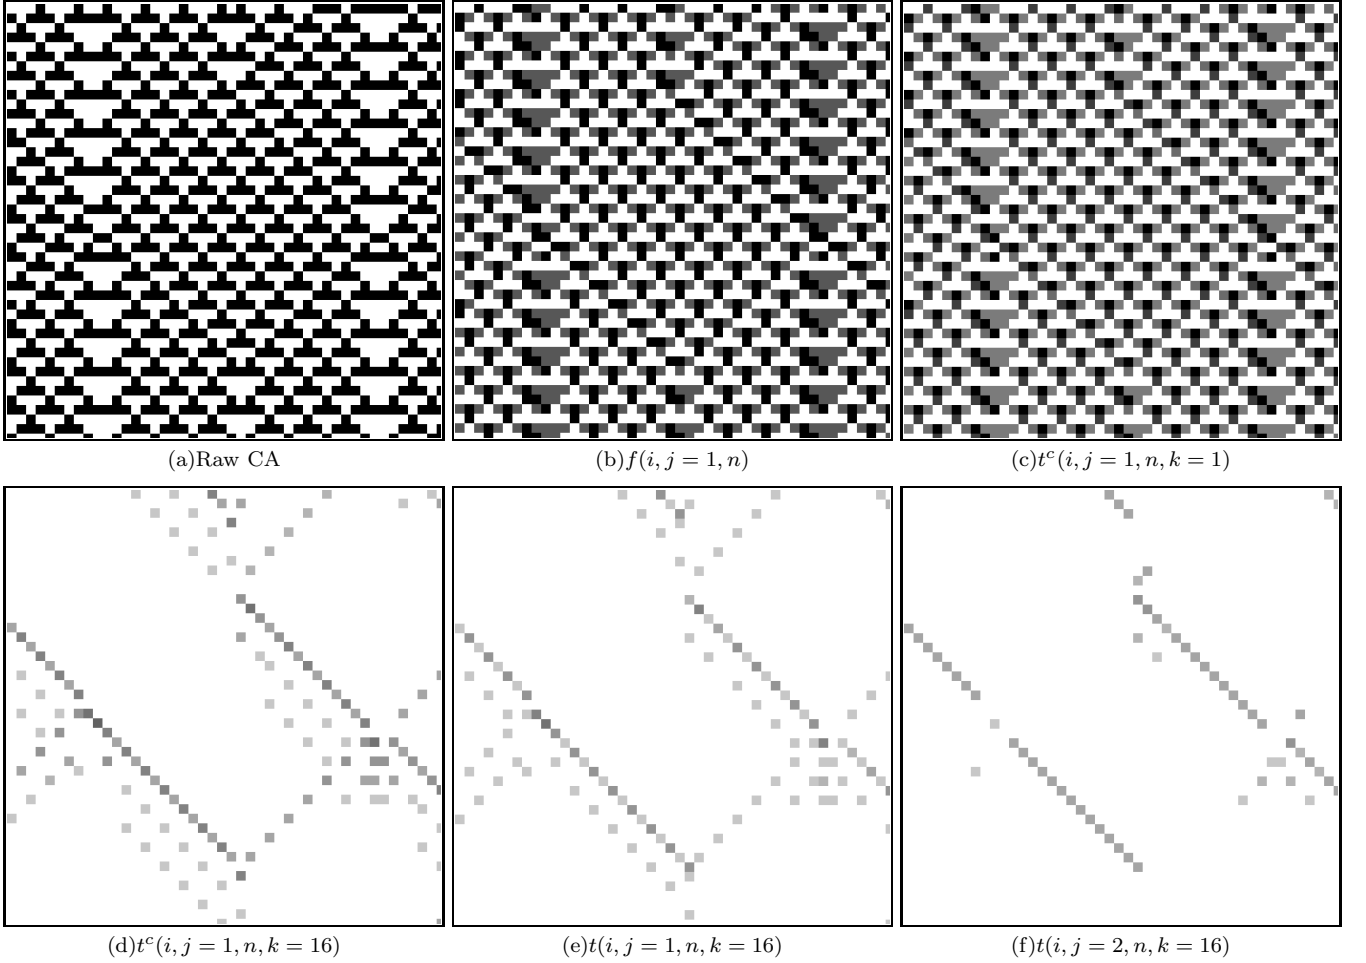 (a)Raw CA
(b)f(i, j = 1, n)
(c)t^c(i, j = 1, n, k = 1)
(d)t^c(i, j = 1, n, k = 16)
(e)t(i, j = 1, n, k = 16)
(f)t(i, j = 2, n, k = 16)